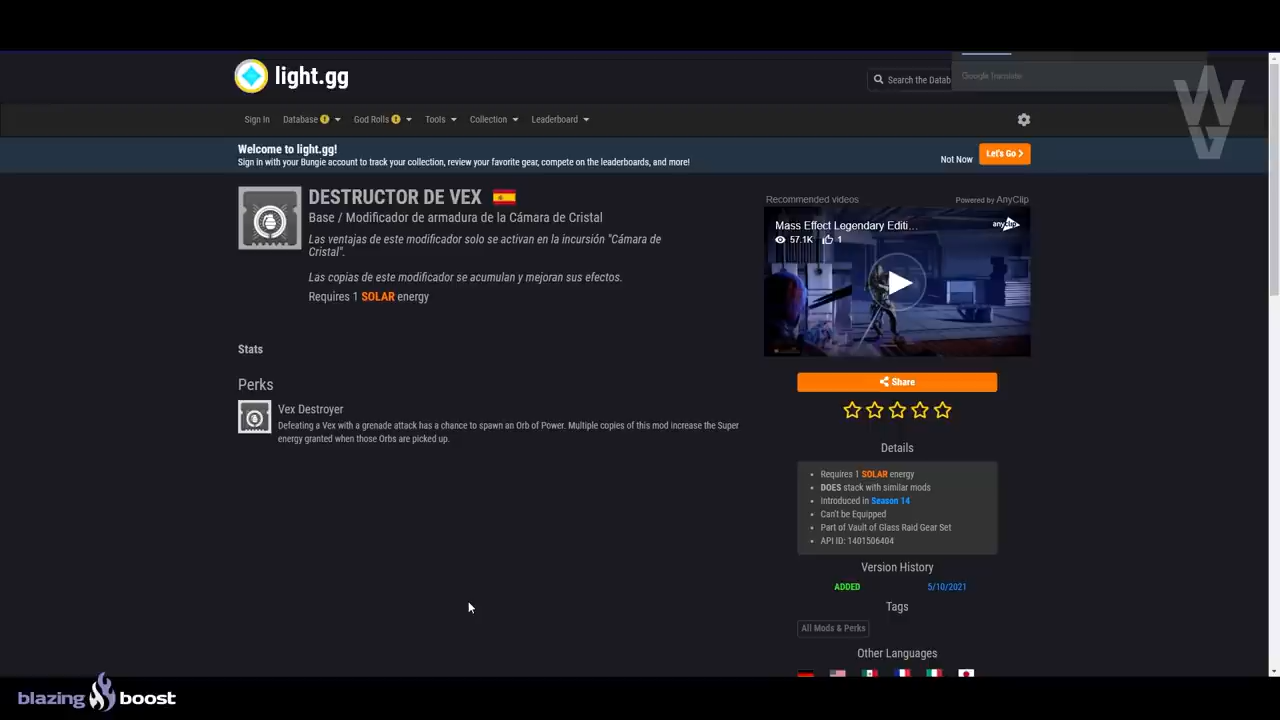 light.gg
Search the Datab
Google Translate
Sign In Database God Rolls Tools Collection Leaderboard
Welcome to light.gg!
Sign in with your Bungie account to track your collection, review your favorite gear, compete on the leaderboards, and more!
Not Now
Let's Go
DESTRUCTOR DE VEX
Base / Modificador de armadura de la Cámara de Cristal
Las ventajas de este modificador solo se activan en la incursión "Cámara de
Cristal".
Las copias de este modificador se acumulan y mejoran sus efectos.
Requires 1 SOLAR energy
Stats
Perks
Vex Destroyer
Defeating a Vex with a grenade attack has a chance to spawn an Orb of Power. Multiple copies of this mod increase the Super
energy granted when those Orbs are picked up.
Recommended videos
Powered by AnyClip
Mass Effect Legendary Editi...
anyclip
57.1K 1
Share
Details
Requires 1 SOLAR energy
DOES stack with similar mods
Introduced in Season 14
Can't be Equipped
Part of Vault of Glass Raid Gear Set
API ID: 1401506404
Version History
ADDED 5/10/2021
Tags
All Mods & Perks
Other Languages
blazing boost